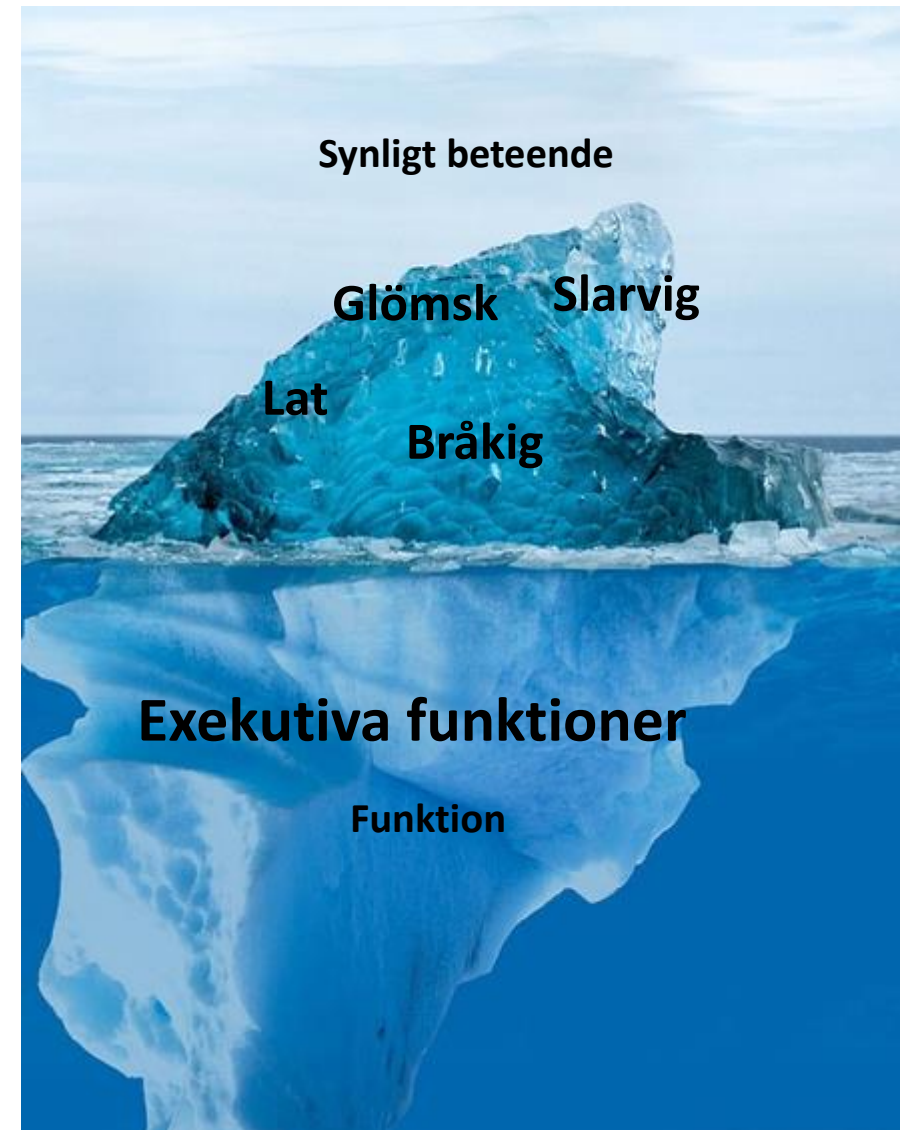 Synligt beteende
Glömsk
Slarvig
Lat
Bråkig
Exekutiva funktioner
Funktion